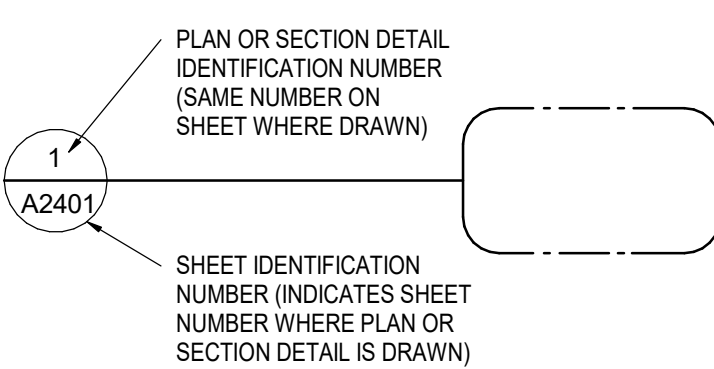 PLAN OR SECTION DETAIL
IDENTIFICATION NUMBER
(SAME NUMBER ON
SHEET WHERE DRAWN)
1
A2401
SHEET IDENTIFICATION
NUMBER (INDICATES SHEET
NUMBER WHERE PLAN OR
SECTION DETAIL IS DRAWN)